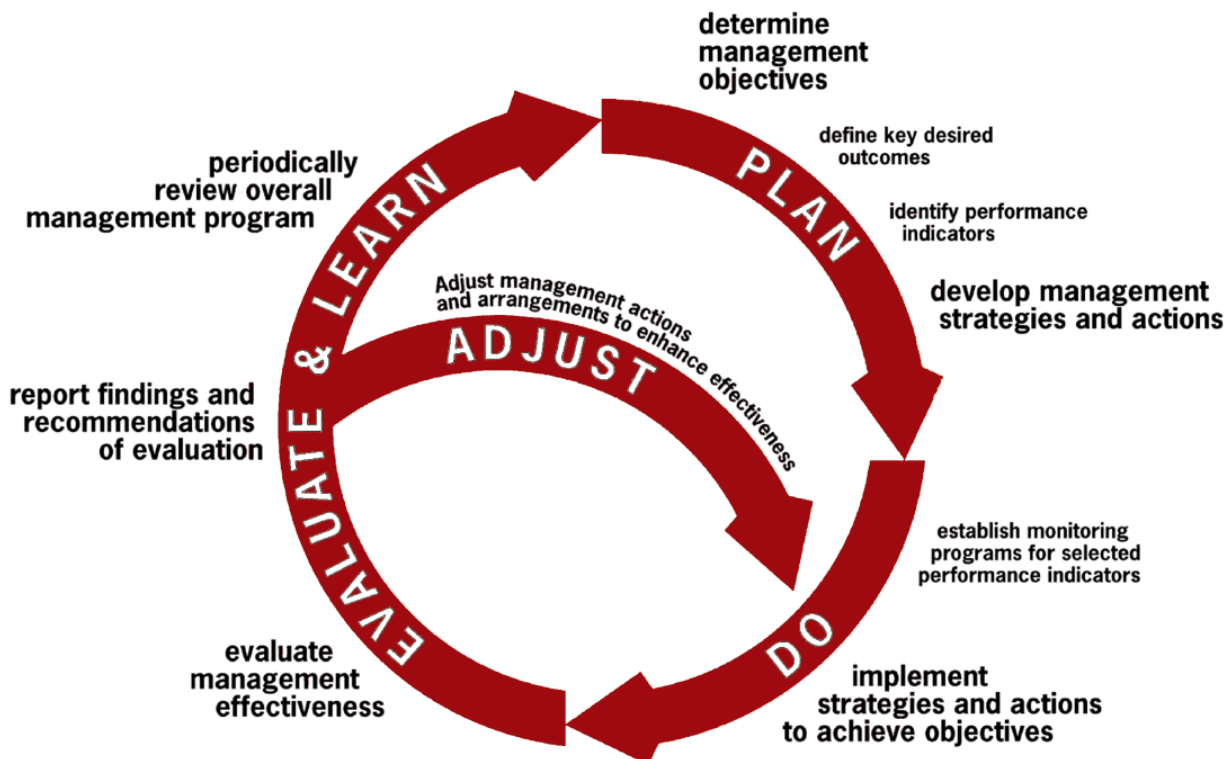 determine
management
objectives
define key desired
outcomes
identify performance
indicators
develop management
strategies and actions
PLAN
establish monitoring
programs for selected
performance indicators
DO
implement
strategies and actions
to achieve objectives
evaluate
management
effectiveness
EVALUATE & LEARN
report findings and
recommendations
of evaluation
periodically
review overall
management program
Adjust management actions
and arrangements to enhance effectiveness
ADJUST